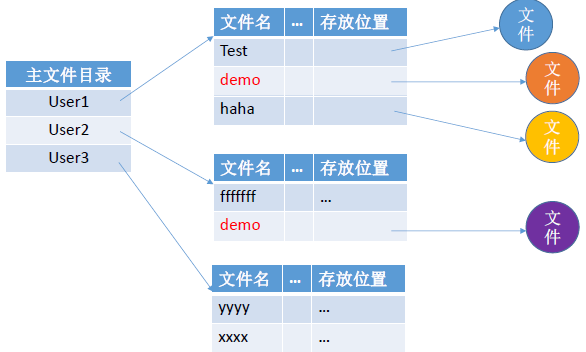 主文件目录
User1
User2
User3
文件名 ... 存放位置
Test
demo
haha
文件名 ... 存放位置
fffffff ...
demo
文件名 ... 存放位置
yyyy ...
xxxx ...
文
件
文
件
文
件
文
件